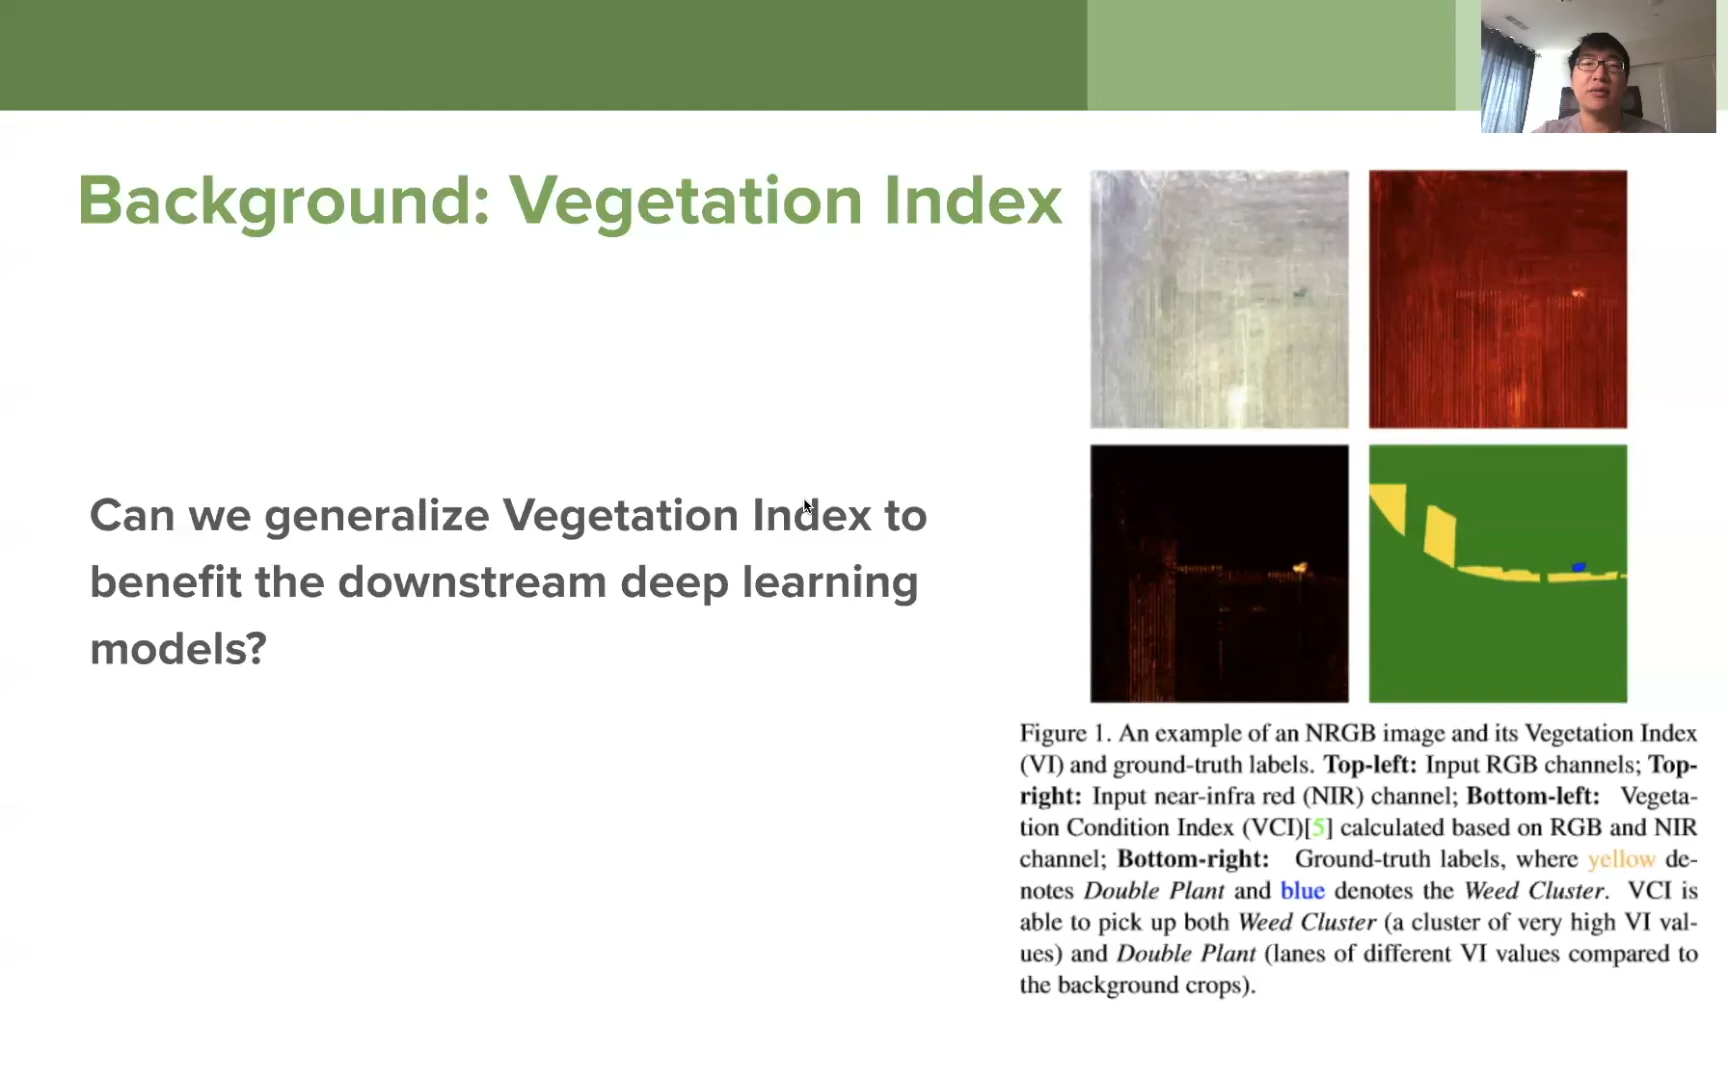 Background: Vegetation Index
Can we generalize Vegetation Index to
benefit the downstream deep learning
models?
Figure 1. An example of an NRGB image and its Vegetation Index
(VI) and ground-truth labels. Top-left: Input RGB channels; Top-
right: Input near-infra red (NIR) channel; Bottom-left: Vegeta-
tion Condition Index (VCI)[5] calculated based on RGB and NIR
channel; Bottom-right: Ground-truth labels, where yellow de-
notes Double Plant and blue denotes the Weed Cluster. VCI is
able to pick up both Weed Cluster (a cluster of very high VI val-
ues) and Double Plant (lanes of different VI values compared to
the background crops).